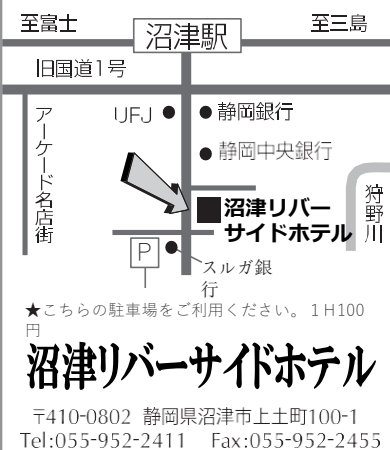 至富士
沼津駅
至三島
旧国道1号
アーケード名店街
UFJ
静岡銀行
静岡中央銀行
狩野川
沼津リバー
サイドホテル
P
スルガ銀
行
★こちらの駐車場をご利用ください。1H100
円
沼津リバーサイドホテル
〒410-0802 静岡県沼津市上土町100-1
Tel:055-952-2411 Fax:055-952-2455